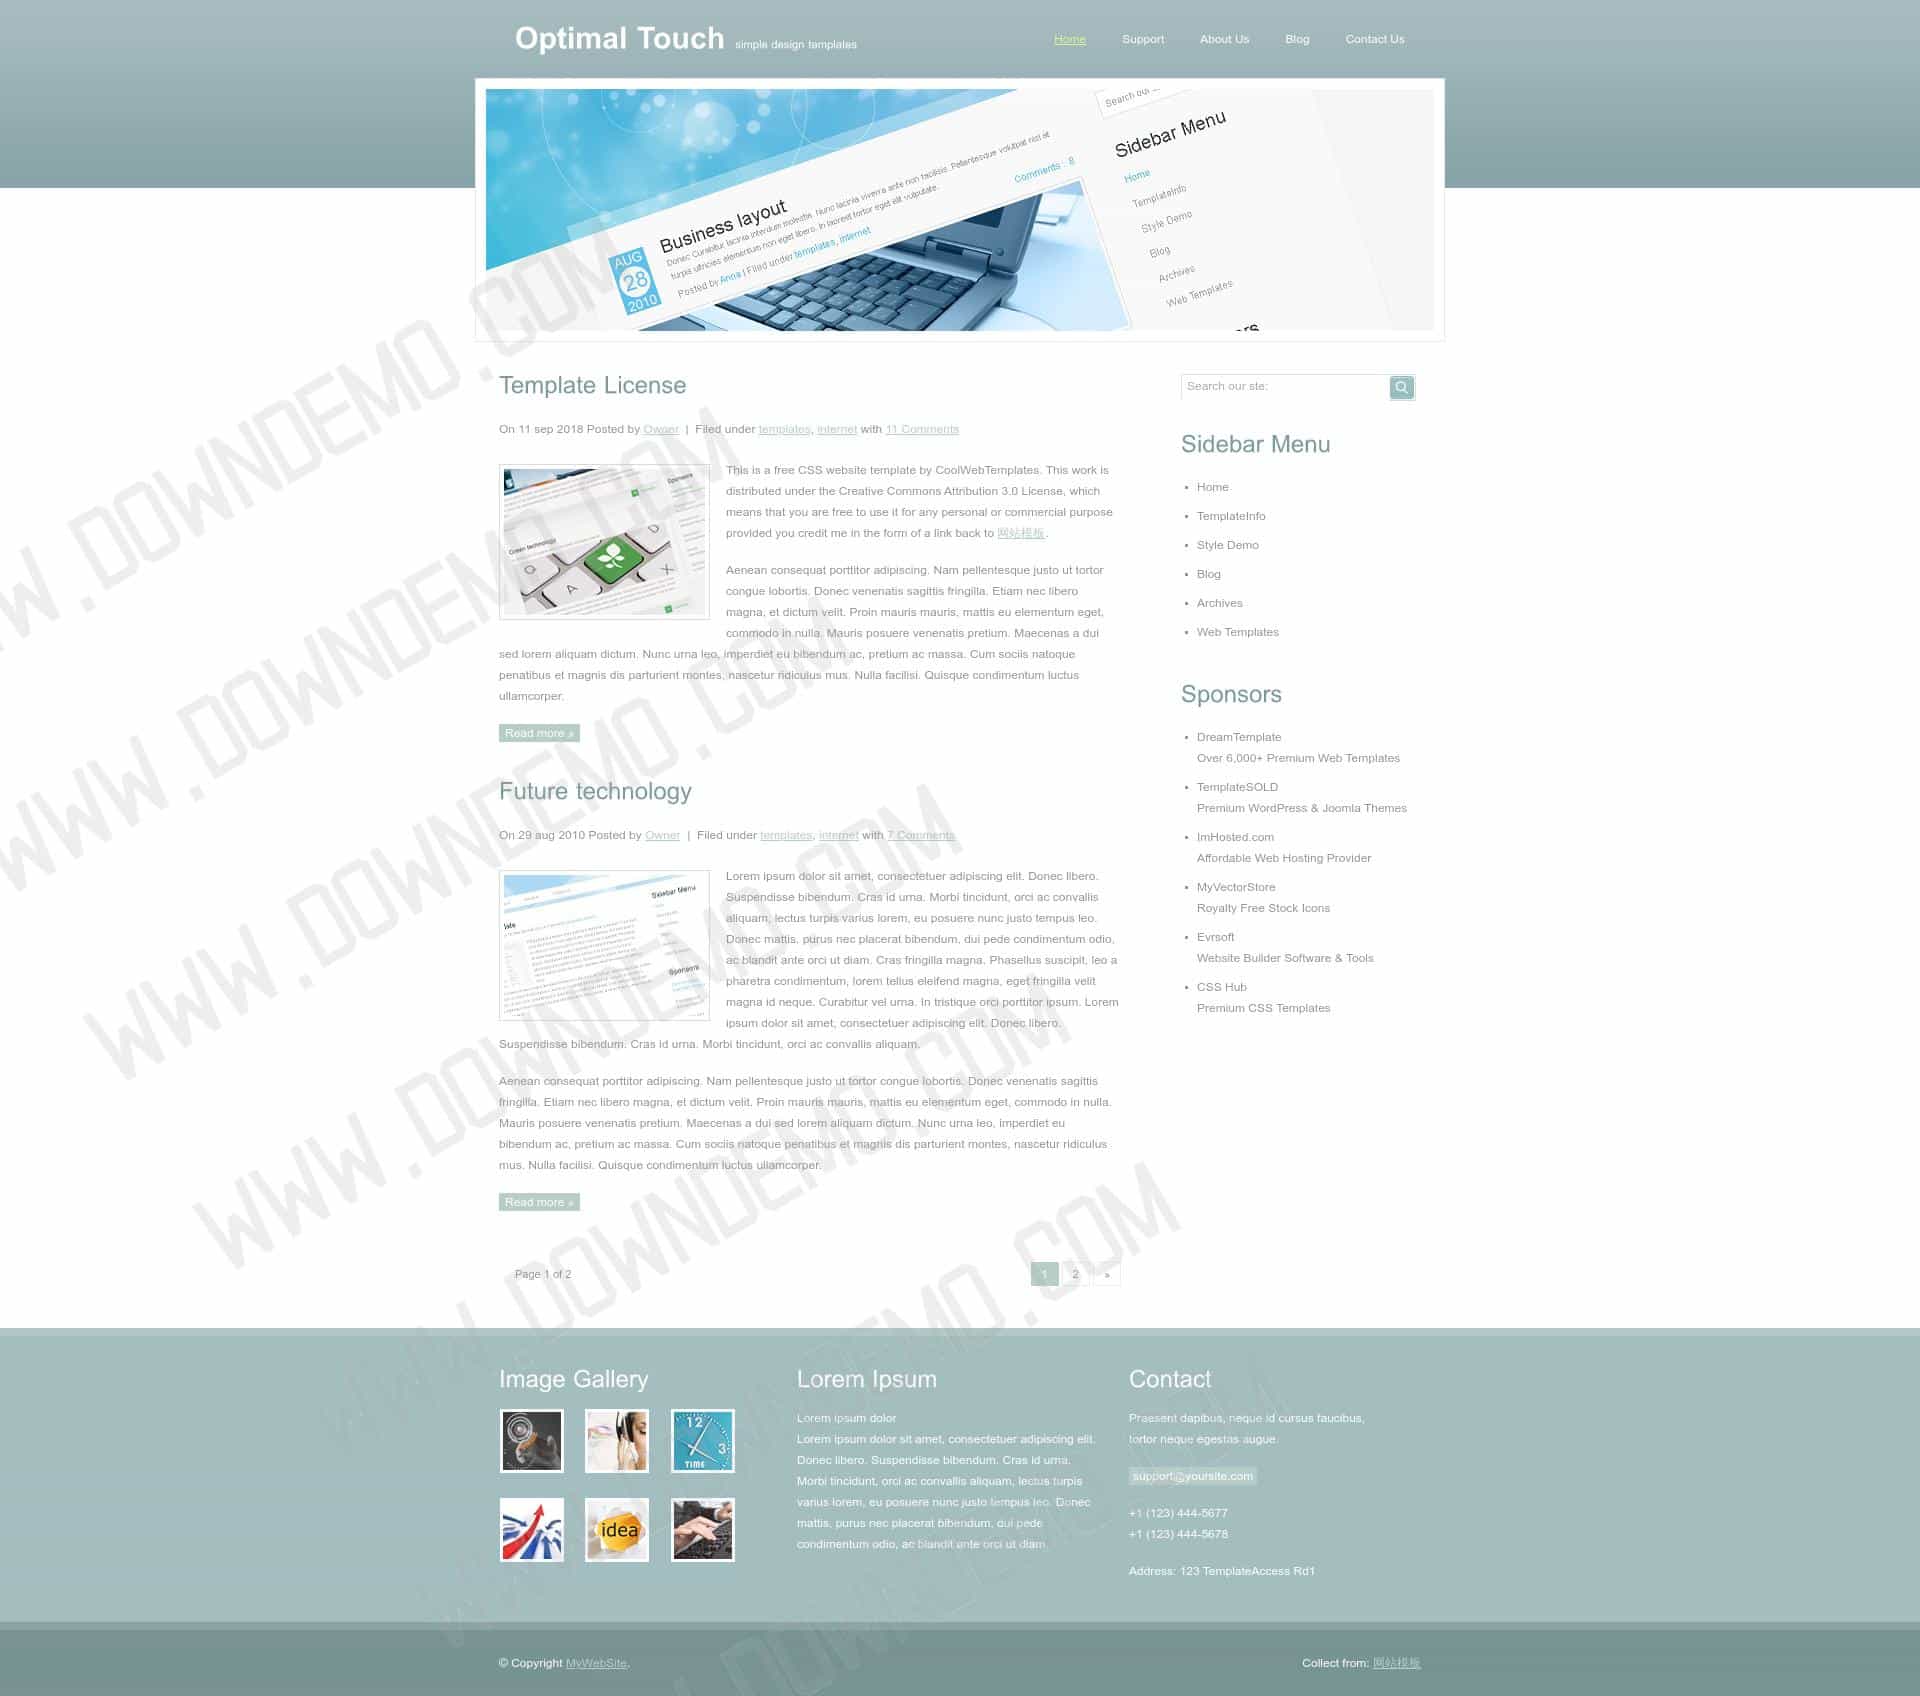 Optimal Touch simple design templates
Home Support About Us Blog Contact Us
Search our
Sidebar Menu
Home
TemplateInfo
Style Demo
Blog
Archives
Web Templates
Business layout
Donec Curabitur lacinia interdum molestie. Nunc lacinia viverra ante non facilisis. Pellentesque volutpat nisl et
turpis ultricies elementum non eget libero. In laoreet tortor eget elit vulputate.
Posted by Anna | Filed under templates, internet
Comments : 8
AUG
28
2010
Template License
On 11 sep 2018 Posted by Owner | Filed under templates, internet with 11 Comments
This is a free CSS website template by CoolWebTemplates. This work is
distributed under the Creative Commons Attribution 3.0 License, which
means that you are free to use it for any personal or commercial purpose
provided you credit me in the form of a link back to 网站模板.
Sponsors
Green technology
Aenean consequat porttitor adipiscing. Nam pellentesque justo ut tortor
congue lobortis. Donec venenatis sagittis fringilla. Etiam nec libero
magna, et dictum velit. Proin mauris mauris, mattis eu elementum eget,
commodo in nulla. Mauris posuere venenatis pretium. Maecenas a dui
sed lorem aliquam dictum. Nunc urna leo, imperdiet eu bibendum ac, pretium ac massa. Cum sociis natoque
penatibus et magnis dis parturient montes, nascetur ridiculus mus. Nulla facilisi. Quisque condimentum luctus
ullamcorper.
Read more »
Future technology
On 29 aug 2010 Posted by Owner | Filed under templates, internet with 7 Comments
Sidebar Menu
Sponsors
Lorem ipsum dolor sit amet, consectetuer adipiscing elit. Donec libero.
Suspendisse bibendum. Cras id urna. Morbi tincidunt, orci ac convallis
aliquam, lectus turpis varius lorem, eu posuere nunc justo tempus leo.
Donec mattis, purus nec placerat bibendum, dui pede condimentum odio,
ac blandit ante orci ut diam. Cras fringilla magna. Phasellus suscipit, leo a
pharetra condimentum, lorem tellus eleifend magna, eget fringilla velit
magna id neque. Curabitur vel urna. In tristique orci porttitor ipsum. Lorem
ipsum dolor sit amet, consectetuer adipiscing elit. Donec libero.
Suspendisse bibendum. Cras id urna. Morbi tincidunt, orci ac convallis aliquam.
Aenean consequat porttitor adipiscing. Nam pellentesque justo ut tortor congue lobortis. Donec venenatis sagittis
fringilla. Etiam nec libero magna, et dictum velit. Proin mauris mauris, mattis eu elementum eget, commodo in nulla.
Mauris posuere venenatis pretium. Maecenas a dui sed lorem aliquam dictum. Nunc urna leo, imperdiet eu
bibendum ac, pretium ac massa. Cum sociis natoque penatibus et magnis dis parturient montes, nascetur ridiculus
mus. Nulla facilisi. Quisque condimentum luctus ullamcorper.
Read more »
Page 1 of 2
1 2 »
Search our ste:
Sidebar Menu
Home
TemplateInfo
Style Demo
Blog
Archives
Web Templates
Sponsors
DreamTemplate
Over 6,000+ Premium Web Templates
TemplateSOLD
Premium WordPress & Joomla Themes
ImHosted.com
Affordable Web Hosting Provider
MyVectorStore
Royalty Free Stock Icons
Evrsoft
Website Builder Software & Tools
CSS Hub
Premium CSS Templates
Image Gallery
12
3
TIME
idea
Lorem Ipsum
Lorem ipsum dolor
Lorem ipsum dolor sit amet, consectetuer adipiscing elit.
Donec libero. Suspendisse bibendum. Cras id urna.
Morbi tincidunt, orci ac convallis aliquam, lectus turpis
varius lorem, eu posuere nunc justo tempus leo. Donec
mattis, purus nec placerat bibendum, dui pede
condimentum odio, ac blandit ante orci ut diam.
Contact
Praesent dapibus, neque id cursus faucibus,
tortor neque egestas augue.
support@yoursite.com
+1 (123) 444-5677
+1 (123) 444-5678
Address: 123 TemplateAccess Rd1
© Copyright MyWebSite.
Collect from: 网站模板
WWW.DOWNDEMO.COM
WWW.DOWNDEMO.COM
WWW.DOWNDEMO.COM
WWW.DOWNDEMO.COM
WWW.DOWNDEMO.COM